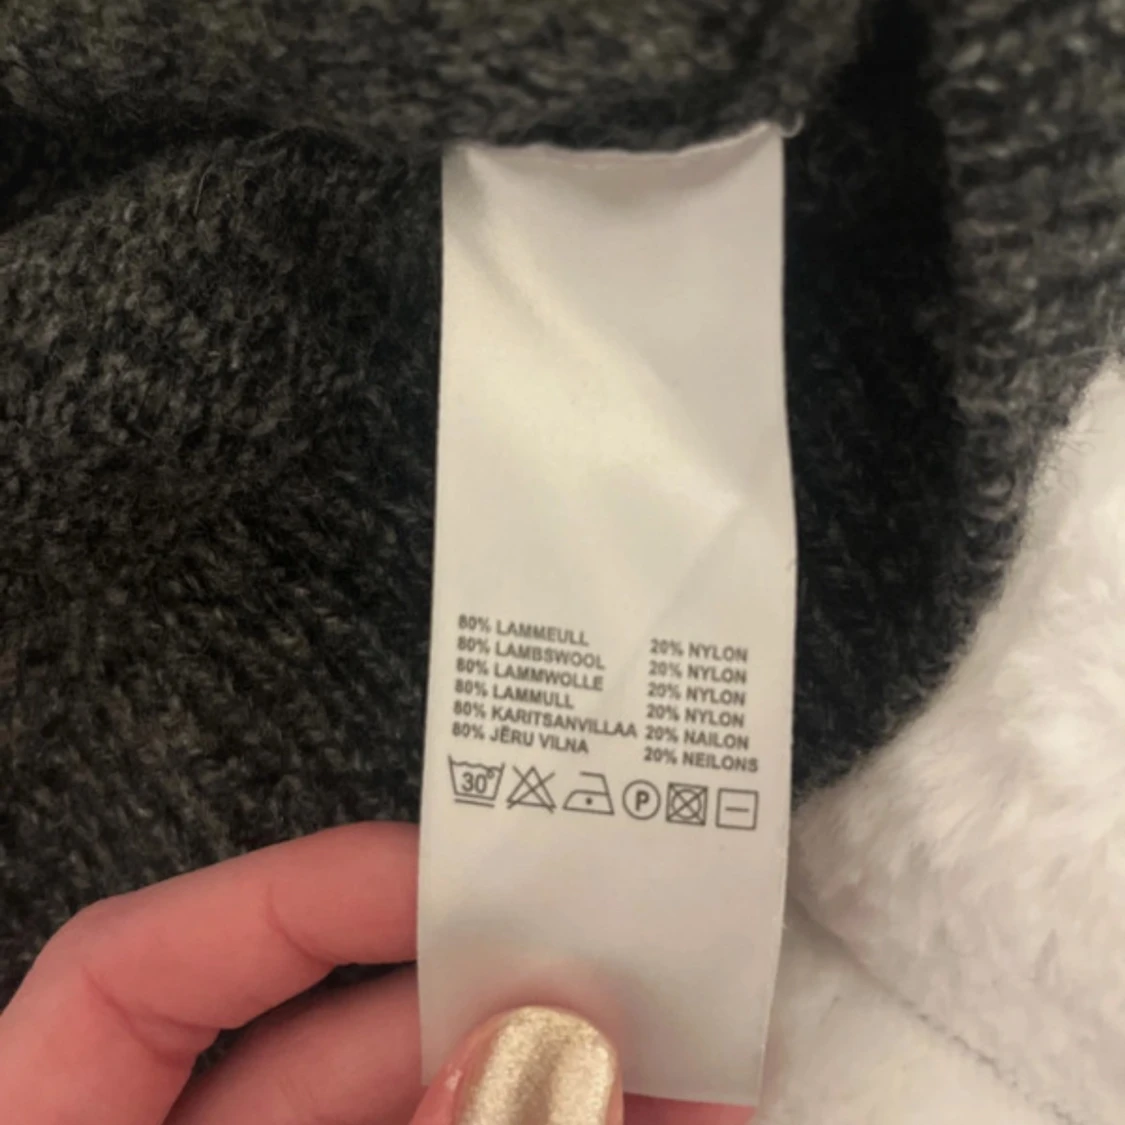 80% LAMMEULL 20% NYLON
80% LAMBSWOOL 20% NYLON
80% LAMMWOLLE 20% NYLON
80% LAMMULL 20% NYLON
80% KARITSANVILLAA 20% NAILON
80% JĒRU VILNA 20% NEILONS
30° P